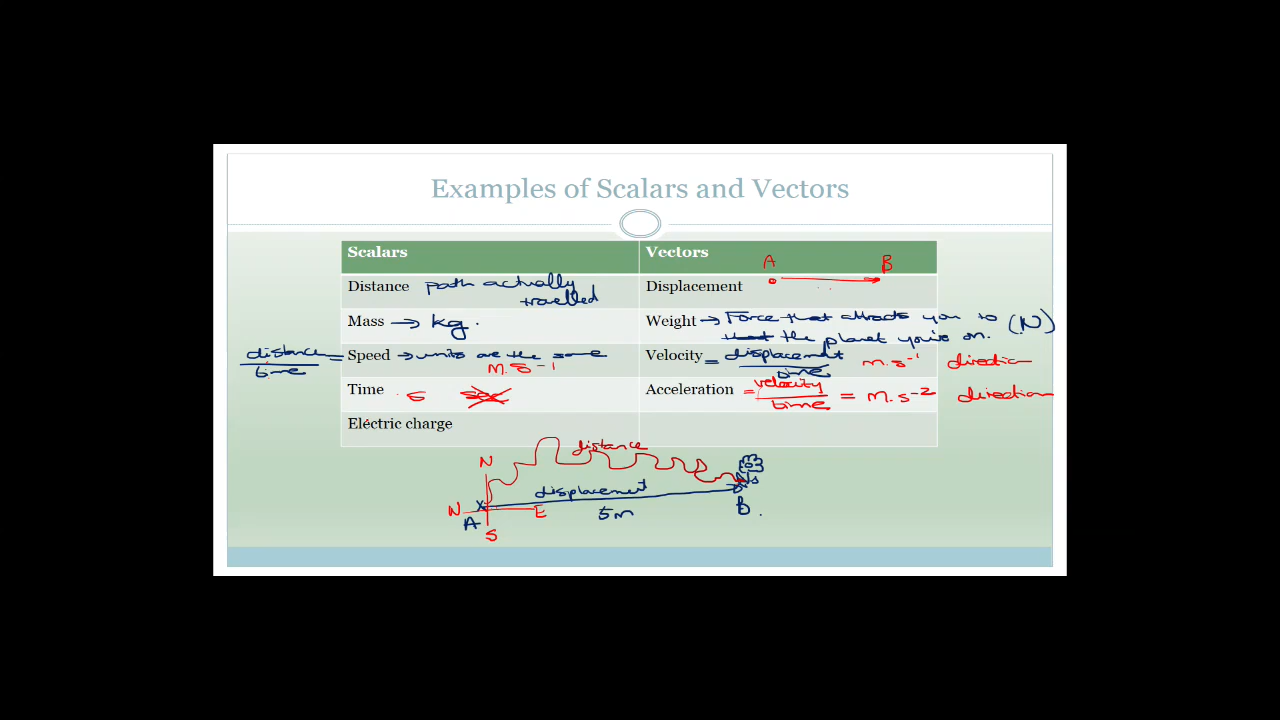 Examples of Scalars and Vectors
Scalars
Vectors
A
B
Distance path actually
travelled
Displacement
Mass → kg.
Weight → Force that attracts you to (N)
that the planet you're on.
distance
time
= Speed → units are the same
m.s-1
Velocity = displacement
time
m.s-1 direction
Time s sec
Acceleration = velocity
time
= m.s-2 direction
Electric charge
distance
N
displacement
N
E
A
S
5m
B.